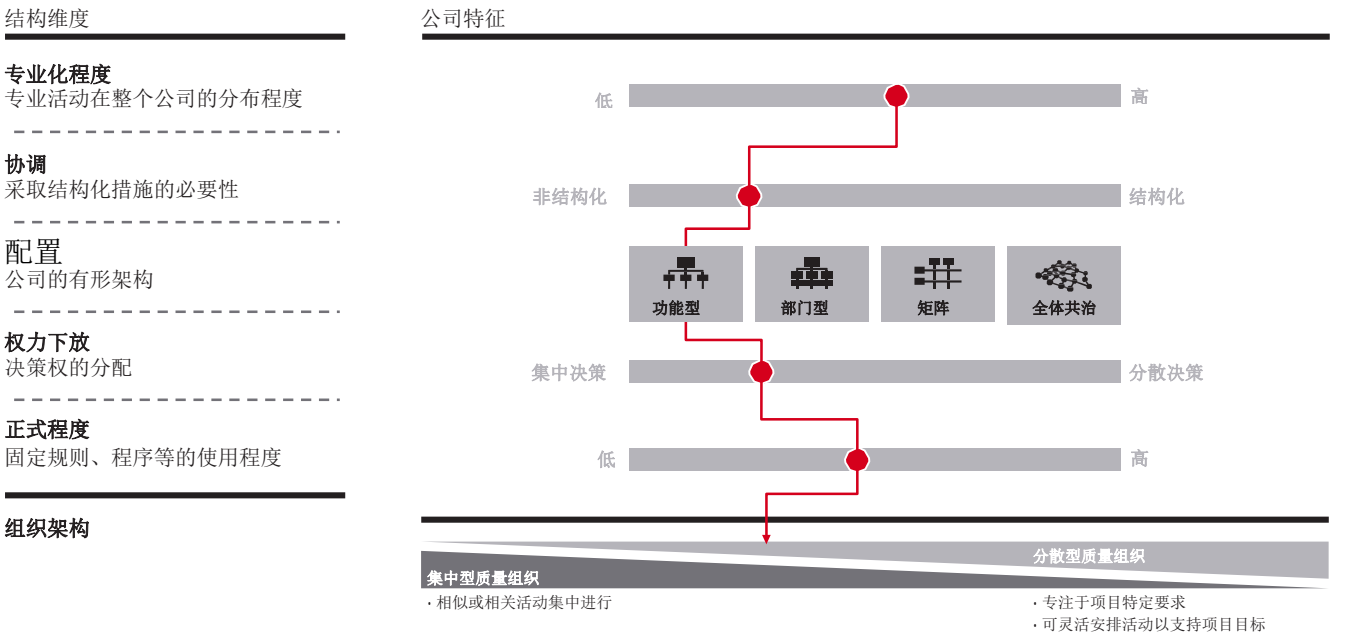 结构维度
公司特征
专业化程度
专业活动在整个公司的分布程度
低
高
协调
采取结构化措施的必要性
非结构化
结构化
配置
公司的有形架构
功能型
部门型
矩阵
全体共治
权力下放
决策权的分配
集中决策
分散决策
正式程度
固定规则、程序等的使用程度
低
高
组织架构
分散型质量组织
集中型质量组织
· 相似或相关活动集中进行
· 专注于项目特定要求
· 可灵活安排活动以支持项目目标